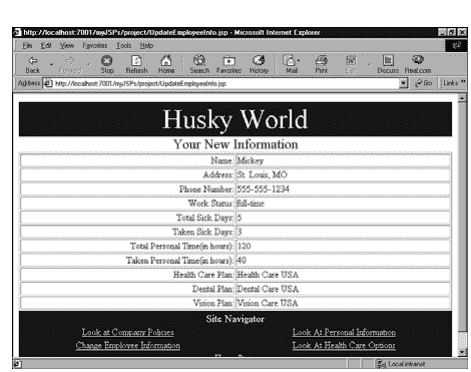 http://localhost:7001/myJSPs/project/UpdateEmployeeInfo.jsp - Microsoft Internet Explorer
File Edit View Favorites Tools Help
Back Forward Stop Refresh Home Search Favorites History Mail Print Edit Discuss Real.com
Address http://localhost:7001/myJSPs/project/UpdateEmployeeInfo.jsp Go Links »
Husky World
Your New Information
Name: Mickey
Address: St. Louis, MO
Phone Number: 555-555-1234
Work Status: full-time
Total Sick Days: 5
Taken Sick Days: 3
Total Personal Time(in hours): 120
Taken Personal Time(in hours): 40
Health Care Plan: Health Care USA
Dental Plan: Dental Care USA
Vision Plan: Vision Care USA
Site Navigator
Look at Company Policies Look At Personal Information
Change Employee Information Look At Health Care Options
Local intranet